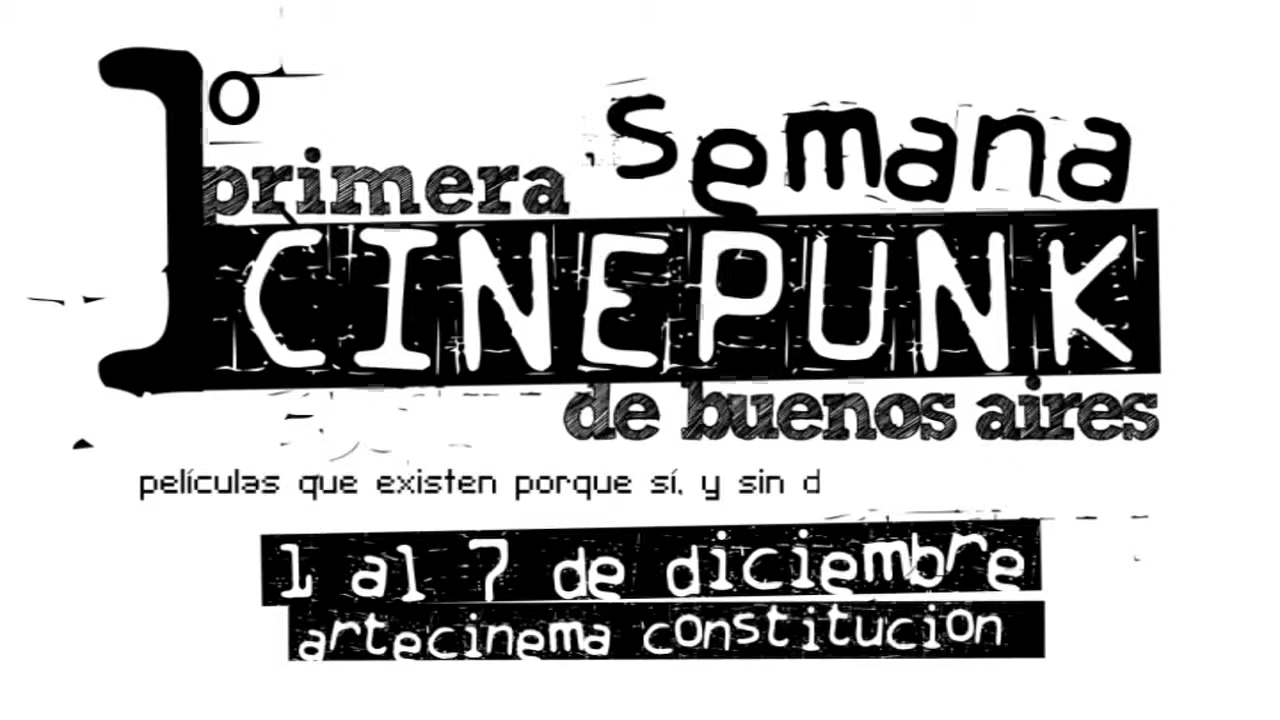 1º
primera semana
CINEPUNK
de buenos aires
películas que existen porque sí, y sin d
1 al 7 de diciembre
artecinema constitucion